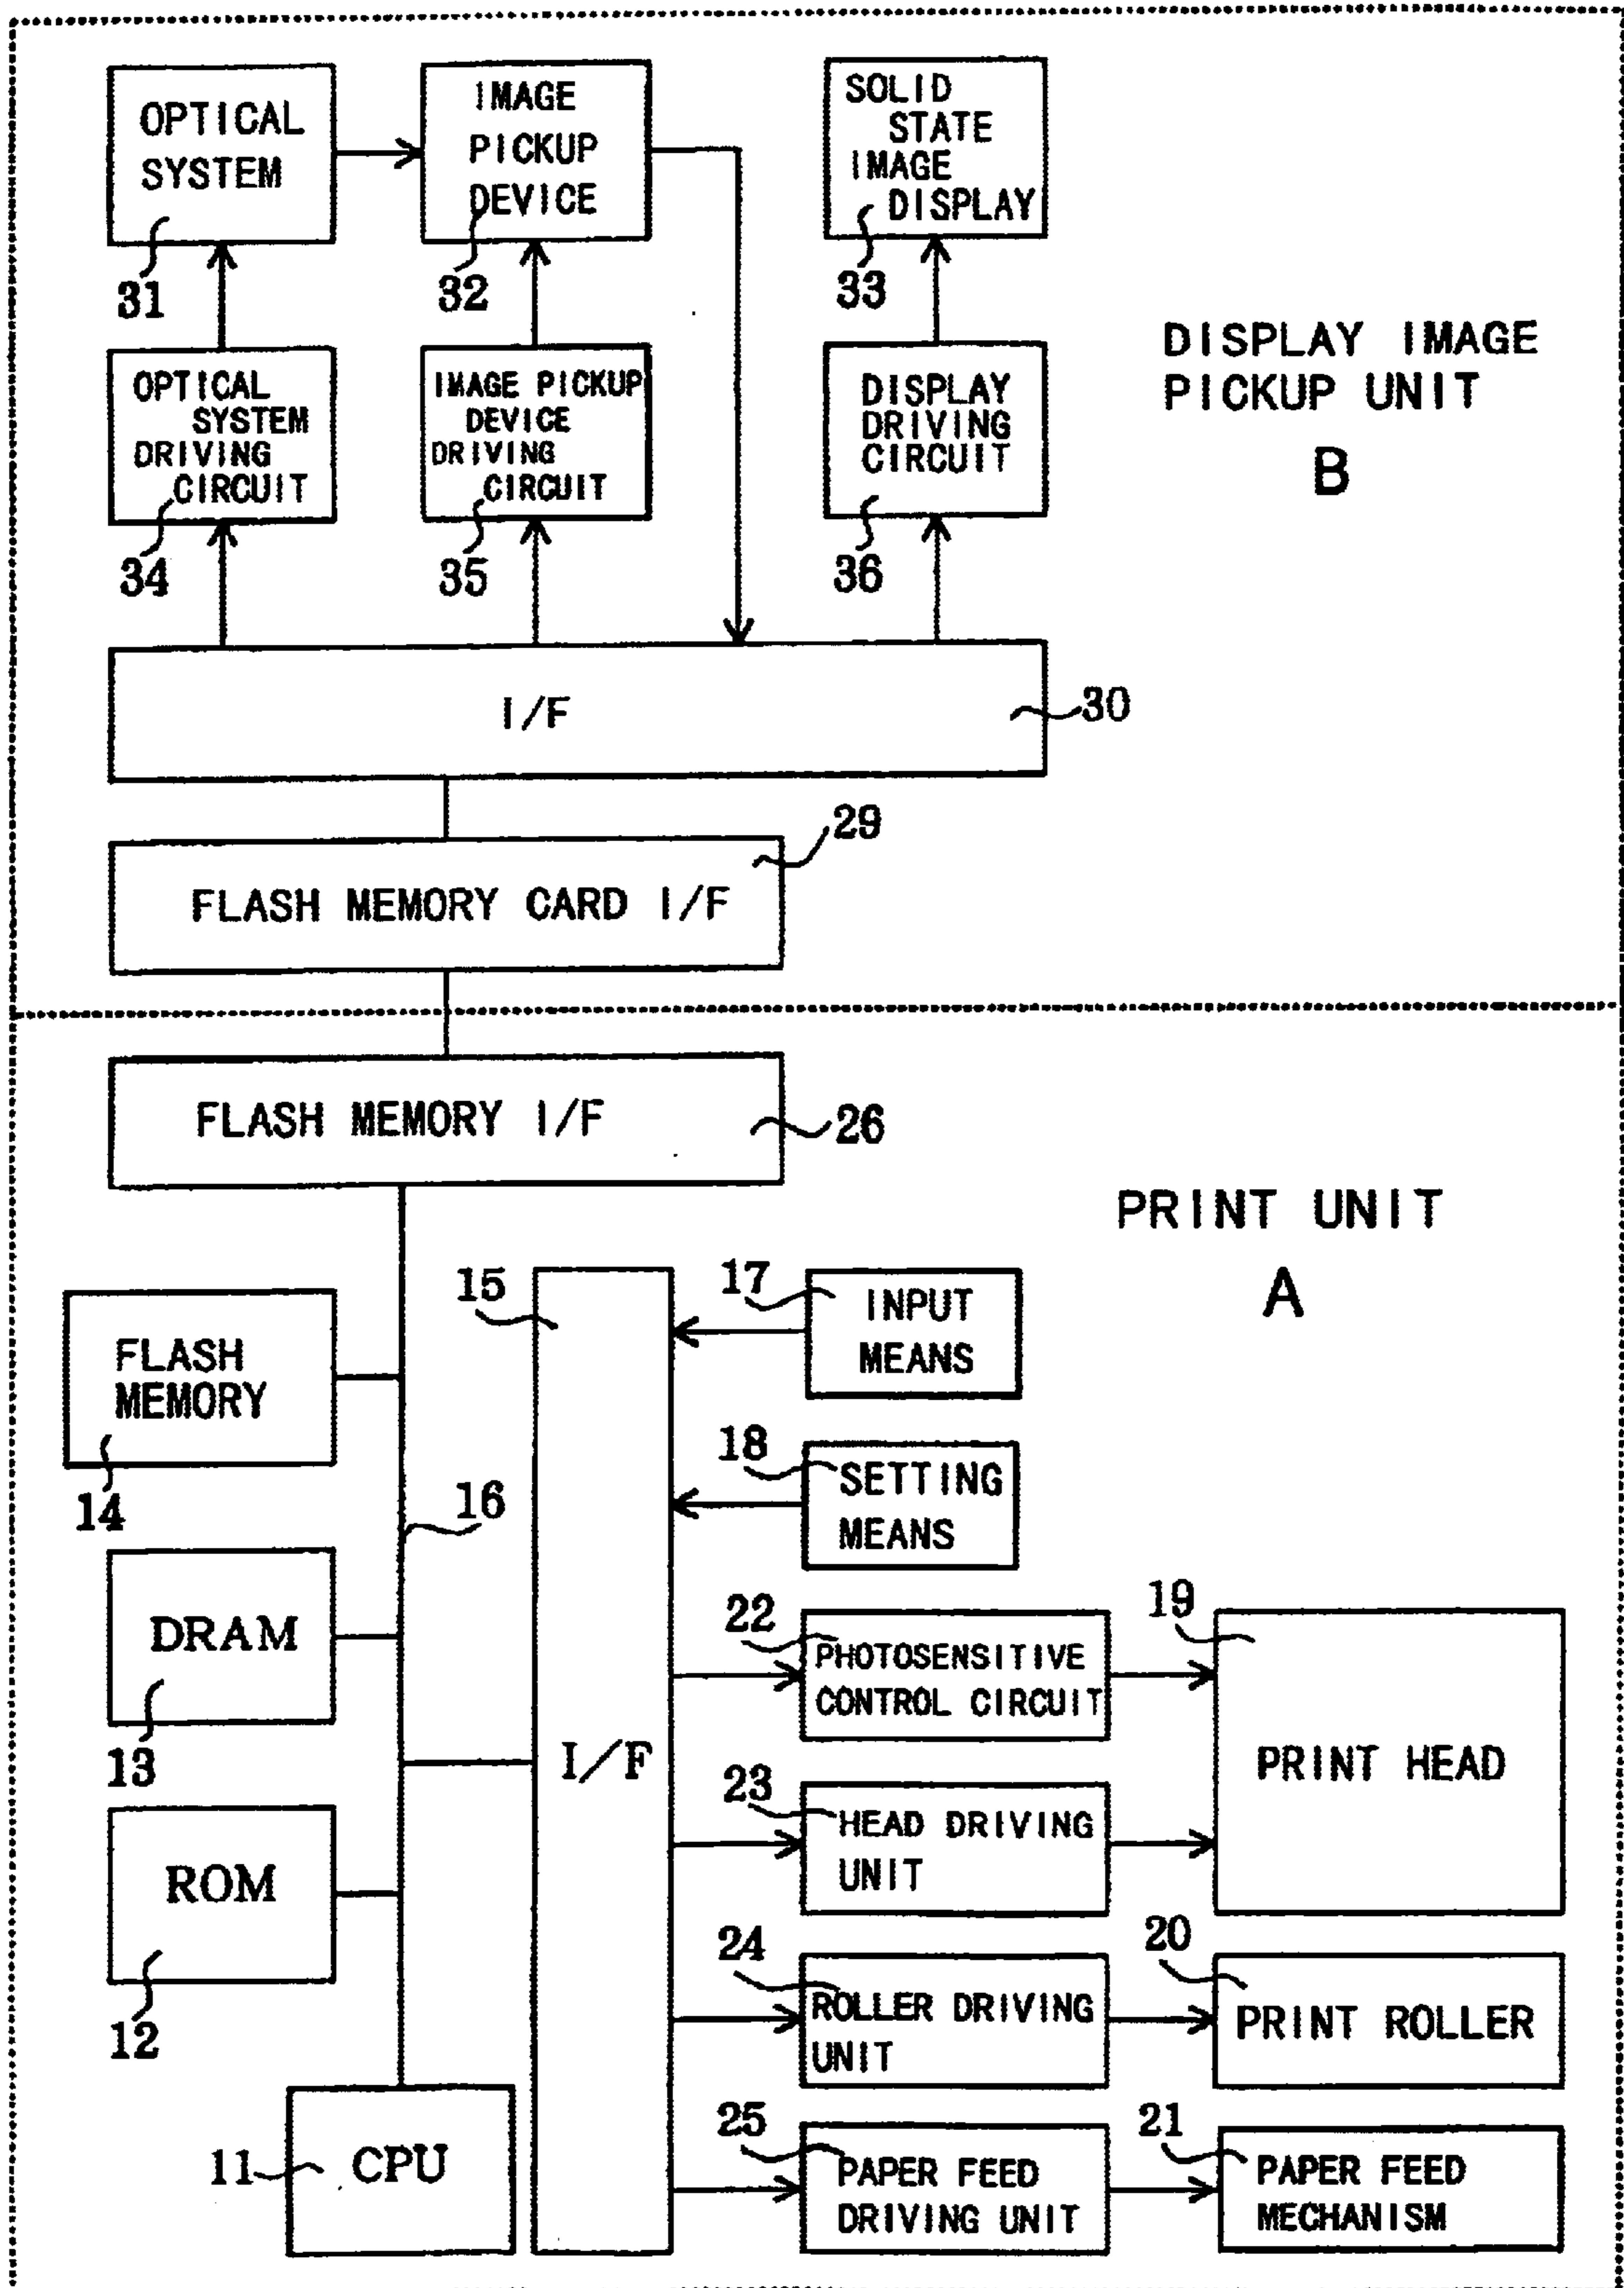 OPTICAL
SYSTEM
31
IMAGE
PICKUP
DEVICE
32
SOLID
STATE
IMAGE
DISPLAY
33
OPTICAL
SYSTEM
DRIVING
CIRCUIT
34
IMAGE PICKUP
DEVICE
DRIVING
CIRCUIT
35
DISPLAY
DRIVING
CIRCUIT
36
DISPLAY IMAGE
PICKUP UNIT
B
I/F
30
29
FLASH MEMORY CARD I/F
FLASH MEMORY I/F
26
PRINT UNIT
A
FLASH
MEMORY
14
15
16
17
INPUT
MEANS
18
SETTING
MEANS
DRAM
13
I/F
22
PHOTOSENSITIVE
CONTROL CIRCUIT
19
PRINT HEAD
23
HEAD DRIVING
UNIT
ROM
12
24
ROLLER DRIVING
UNIT
20
PRINT ROLLER
11
CPU
25
PAPER FEED
DRIVING UNIT
21
PAPER FEED
MECHANISM